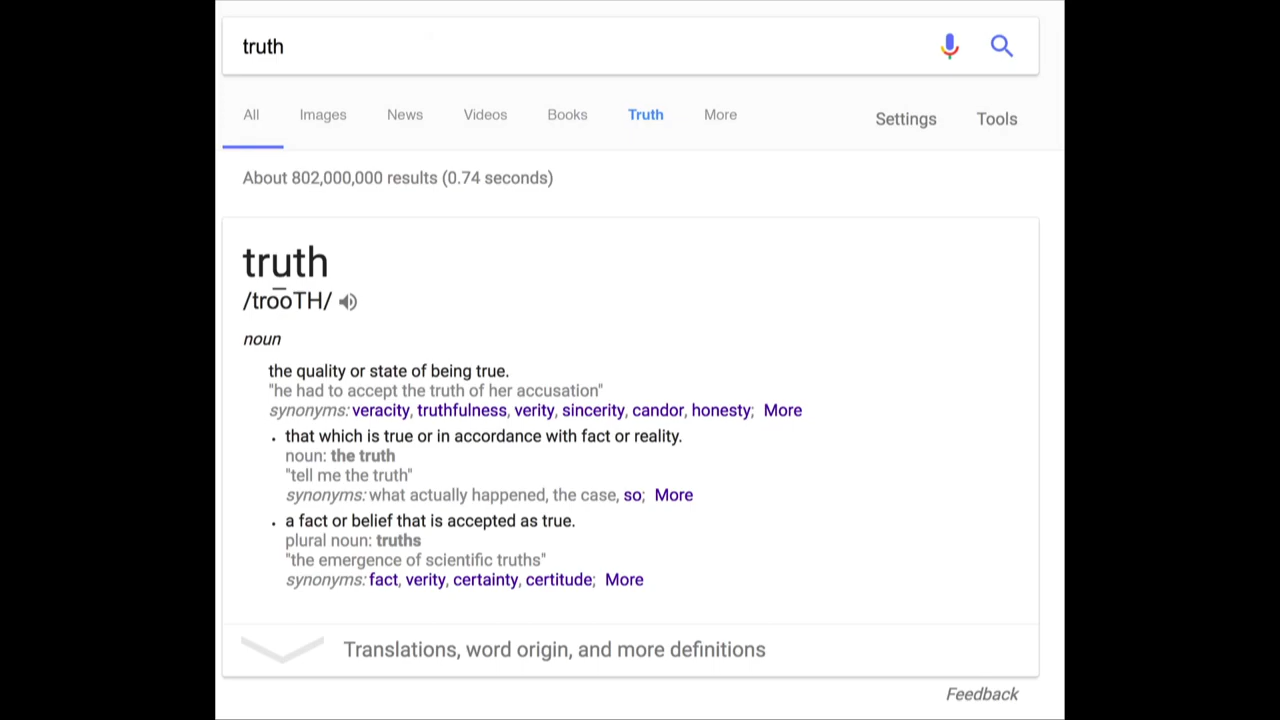 truth
All Images News Videos Books Truth More Settings Tools
About 802,000,000 results (0.74 seconds)
truth
/tro͞oTH/
noun
the quality or state of being true.
"he had to accept the truth of her accusation"
synonyms: veracity, truthfulness, verity, sincerity, candor, honesty; More
• that which is true or in accordance with fact or reality.
noun: the truth
"tell me the truth"
synonyms: what actually happened, the case, so; More
• a fact or belief that is accepted as true.
plural noun: truths
"the emergence of scientific truths"
synonyms: fact, verity, certainty, certitude; More
Translations, word origin, and more definitions
Feedback